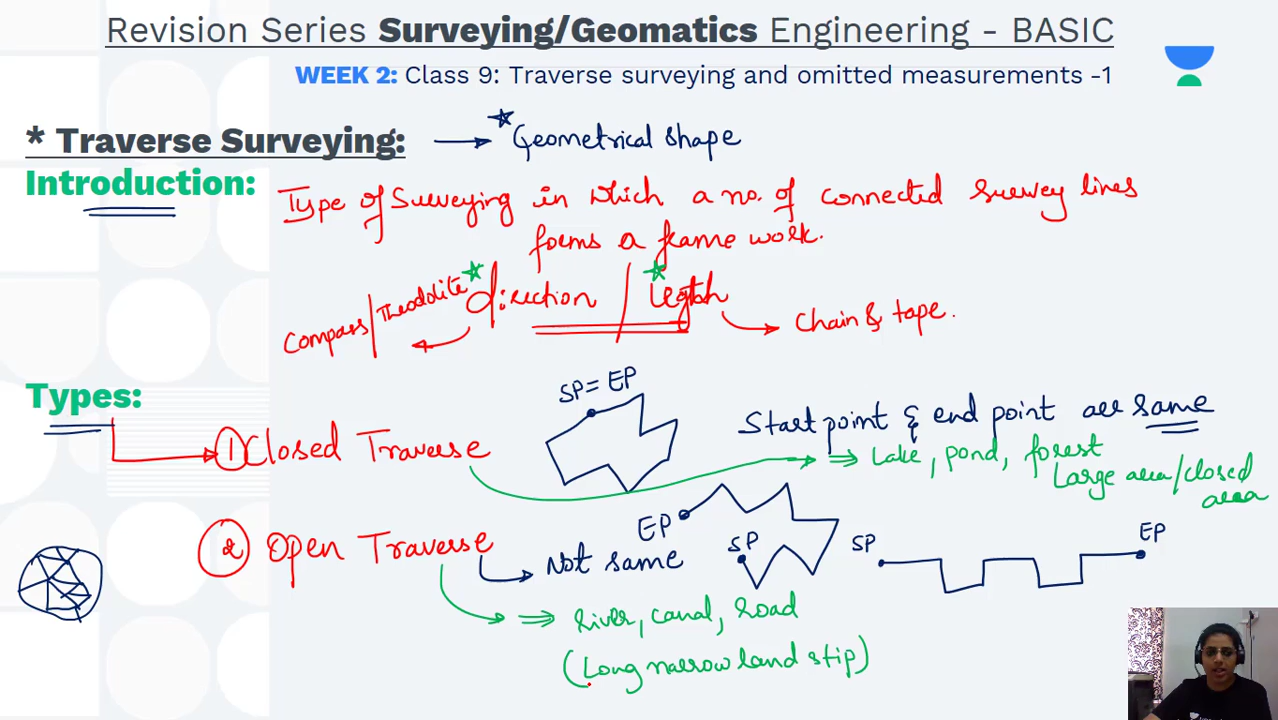 Revision Series Surveying/Geomatics Engineering - BASIC
WEEK 2: Class 9: Traverse surveying and omitted measurements -1
* Traverse Surveying: Geometrical shape
Introduction: Type of Surveying in which a no. of connected survey lines
forms a frame work.
Compass/Theodolite direction / length Chain & tape.
Types:
SP = EP
① Closed Traverse Start point & end point are same
⇒ Lake, pond, forest
Large area/closed
area
② Open Traverse Not same
EP SP
SP EP
⇒ River, canal, Road
(Long narrow land stip)